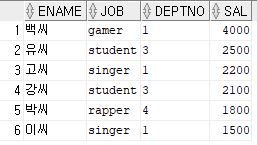 ENAME JOB DEPTNO SAL
1 백씨 gamer 1 4000
2 유씨 student 3 2500
3 고씨 singer 1 2200
4 강씨 student 3 2100
5 박씨 rapper 4 1800
6 이씨 singer 1 1500